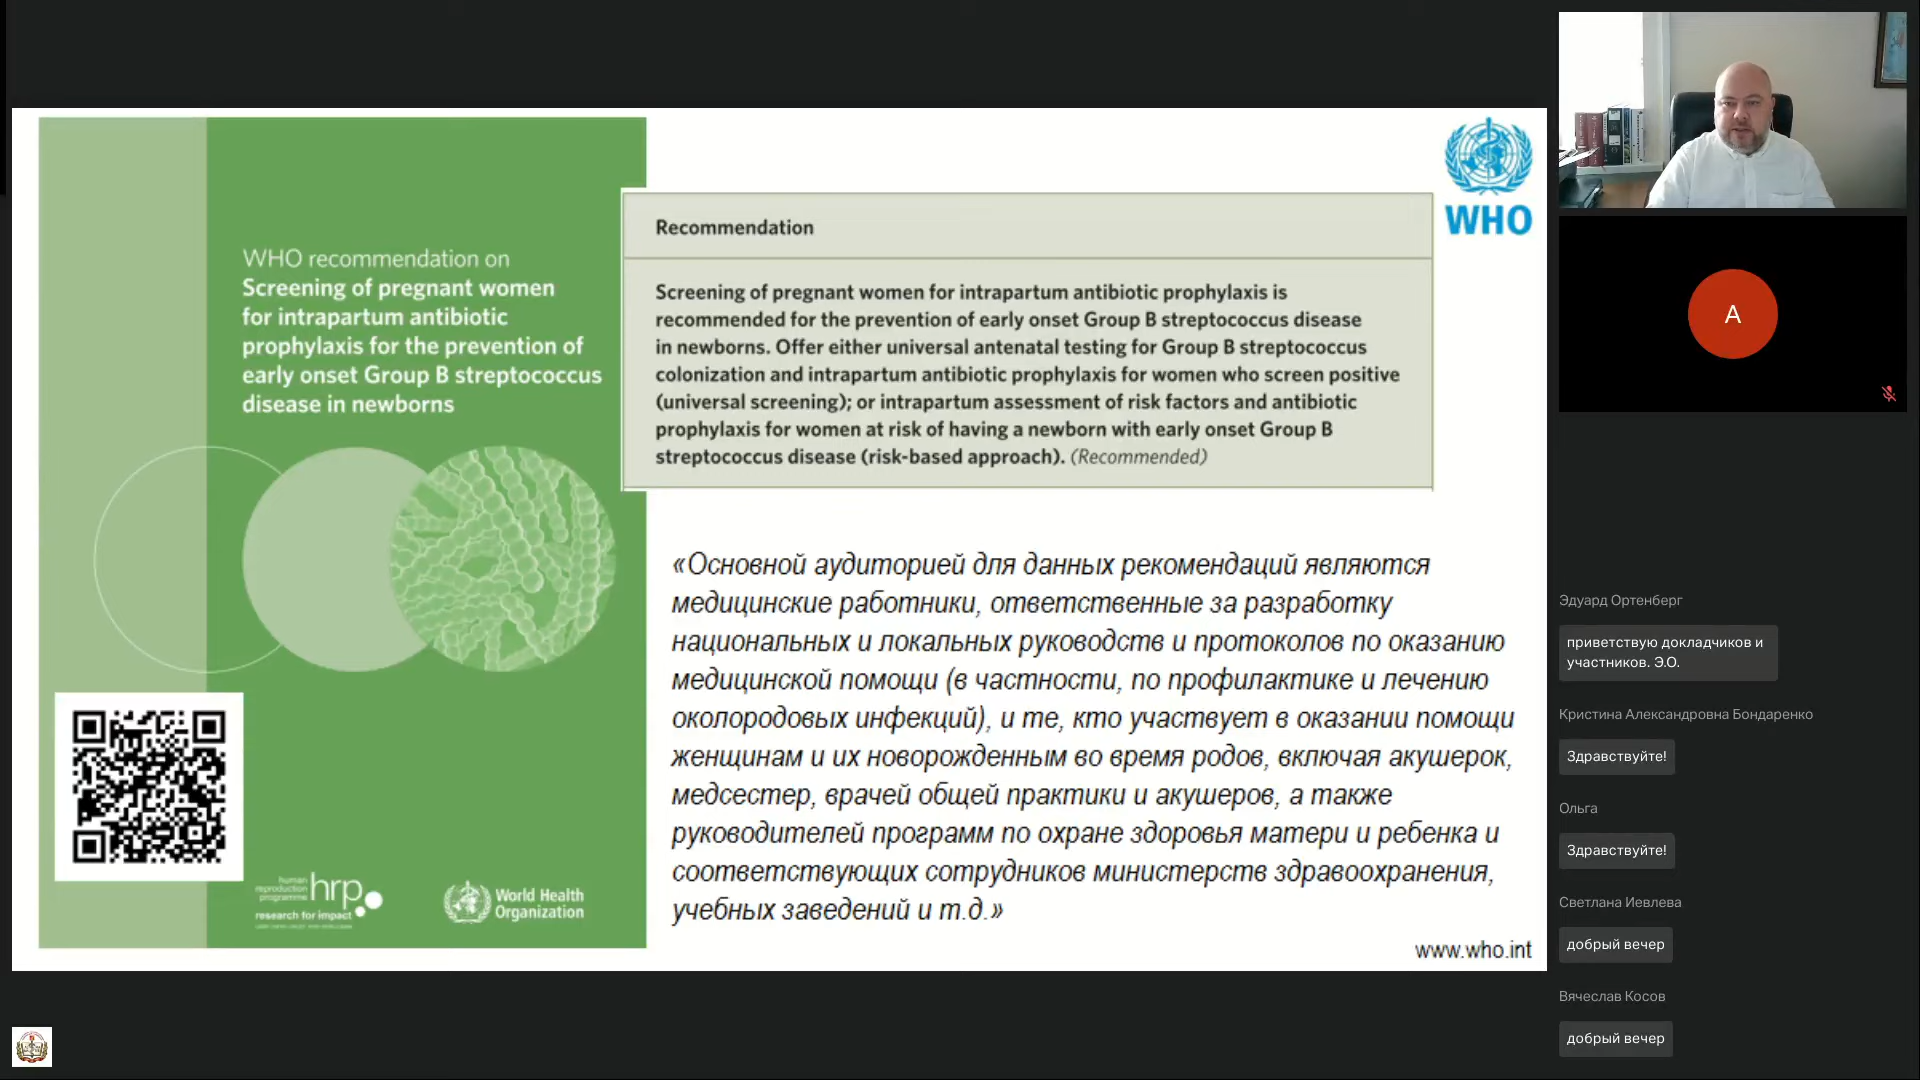 WHO recommendation on
Screening of pregnant women
for intrapartum antibiotic
prophylaxis for the prevention of
early onset Group B streptococcus
disease in newborns
human
reproduction
programme
hrp
research for impact
World Health
Organization
Recommendation
Screening of pregnant women for intrapartum antibiotic prophylaxis is
recommended for the prevention of early onset Group B streptococcus disease
in newborns. Offer either universal antenatal testing for Group B streptococcus
colonization and intrapartum antibiotic prophylaxis for women who screen positive
(universal screening); or intrapartum assessment of risk factors and antibiotic
prophylaxis for women at risk of having a newborn with early onset Group B
streptococcus disease (risk-based approach). (Recommended)
WHO
«Основной аудиторией для данных рекомендаций являются
медицинские работники, ответственные за разработку
национальных и локальных руководств и протоколов по оказанию
медицинской помощи (в частности, по профилактике и лечению
околородовых инфекций), и те, кто участвует в оказании помощи
женщинам и их новорожденным во время родов, включая акушерок,
медсестер, врачей общей практики и акушеров, а также
руководителей программ по охране здоровья матери и ребенка и
соответствующих сотрудников министерств здравоохранения,
учебных заведений и т.д.»
www.who.int
A
Эдуард Ортенберг
приветствую докладчиков и
участников. Э.О.
Кристина Александровна Бондаренко
Здравствуйте!
Ольга
Здравствуйте!
Светлана Иевлева
добрый вечер
Вячеслав Косов
добрый вечер